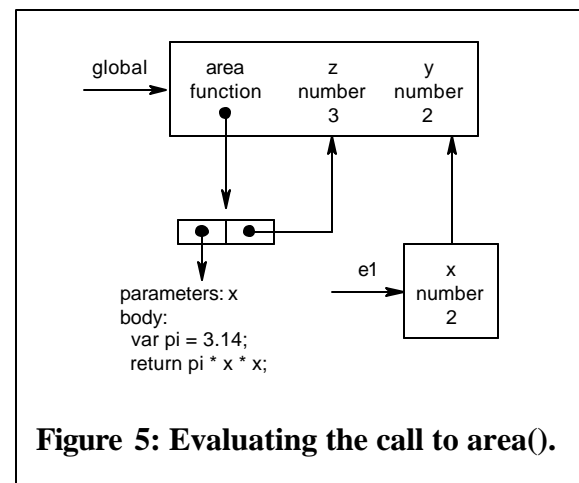 global
area z y
function number number
3 2
e1
x
number
2
parameters: x
body:
var pi = 3.14;
return pi * x * x;
Figure 5: Evaluating the call to area().